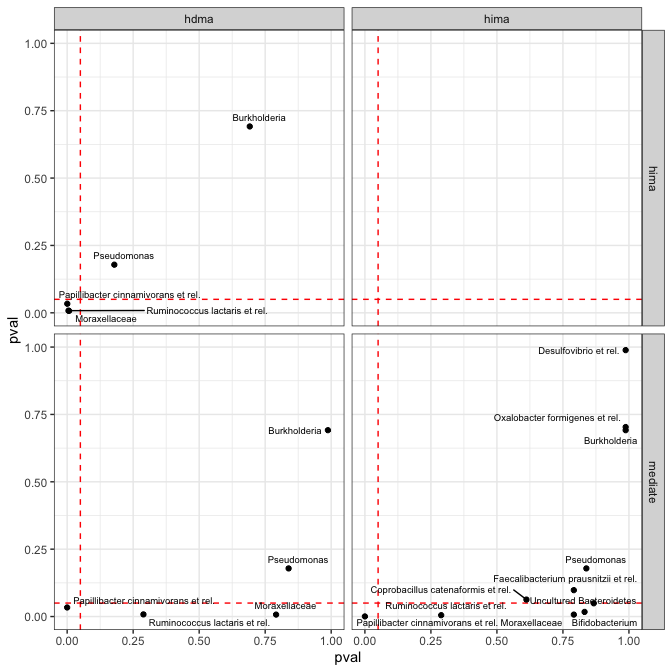 hdma
hima
1.00
0.75
0.50
0.25
0.00
Burkholderia
Pseudomonas
Papillibacter cinnamivorans et rel.
Ruminococcus lactaris et rel.
Moraxellaceae
hima
pval
1.00
0.75
0.50
0.25
0.00
Burkholderia
Pseudomonas
Papillibacter cinnamivorans et rel.
Moraxellaceae
Ruminococcus lactaris et rel.
Desulfovibrio et rel.
Oxalobacter formigenes et rel.
Burkholderia
Pseudomonas
Faecalibacterium prausnitzii et rel.
Coprobacillus catenaformis et rel.
Uncultured Bacteroidetes
Ruminococcus lactaris et rel.
Papillibacter cinnamivorans et rel.
Moraxellaceae
Bifidobacterium
mediate
0.00 0.25 0.50 0.75 1.00
0.00 0.25 0.50 0.75 1.00
pval